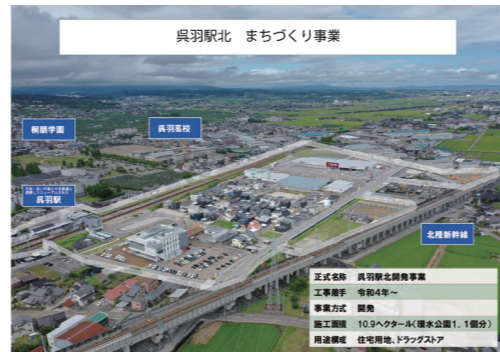 呉羽駅北　まちづくり事業
桐朋学園
呉羽高校
呉羽駅
北陸新幹線
正式名称　呉羽駅北開発事業
工事着手　令和4年～
事業方式　開発
施工面積　10.9ヘクタール（環水公園1.1個分）
用途構成　住宅用地、ドラッグストア